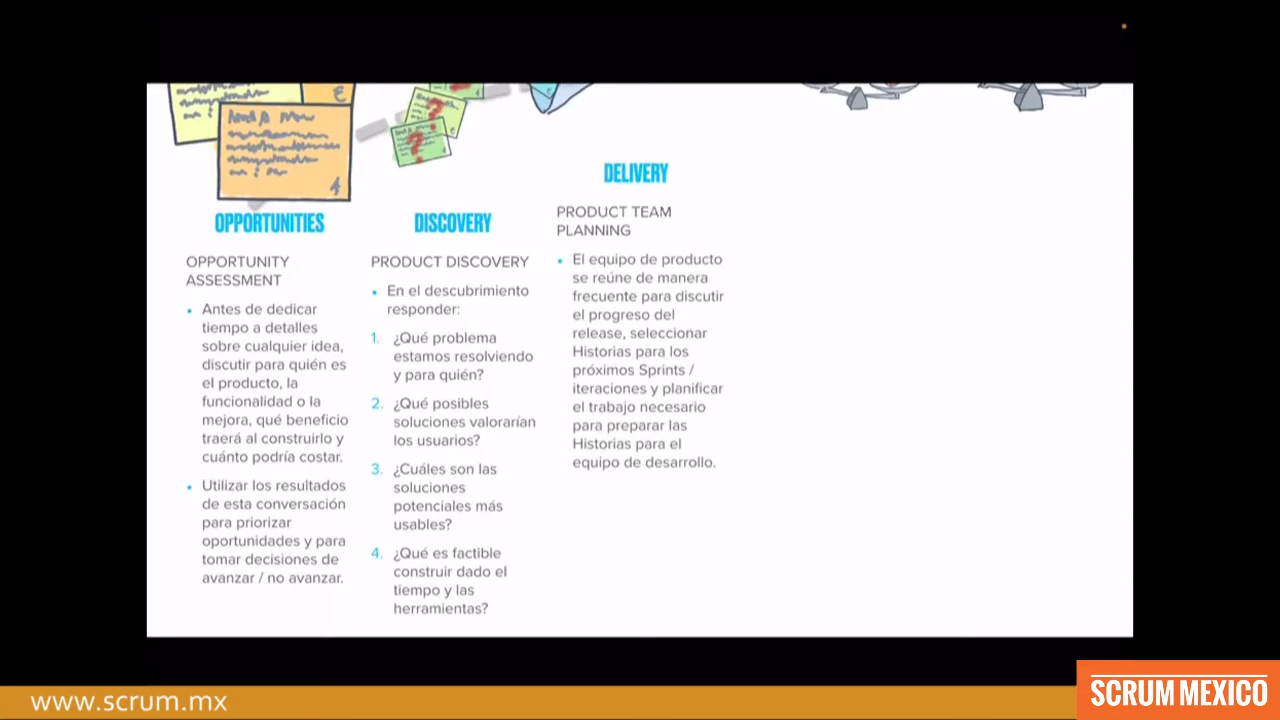 OPPORTUNITIES
OPPORTUNITY
ASSESSMENT
• Antes de dedicar
tiempo a detalles
sobre cualquier idea,
discutir para quién es
el producto, la
funcionalidad o la
mejora, qué beneficio
traerá al construirlo y
cuánto podría costar.
• Utilizar los resultados
de esta conversación
para priorizar
oportunidades y para
tomar decisiones de
avanzar / no avanzar.
DISCOVERY
PRODUCT DISCOVERY
• En el descubrimiento
responder:
1. ¿Qué problema
estamos resolviendo
y para quién?
2. ¿Qué posibles
soluciones valorarían
los usuarios?
3. ¿Cuáles son las
soluciones
potenciales más
usables?
4. ¿Qué es factible
construir dado el
tiempo y las
herramientas?
DELIVERY
PRODUCT TEAM
PLANNING
• El equipo de producto
se reúne de manera
frecuente para discutir
el progreso del
release, seleccionar
Historias para los
próximos Sprints /
iteraciones y planificar
el trabajo necesario
para preparar las
Historias para el
equipo de desarrollo.
www.scrum.mx
SCRUM MEXICO